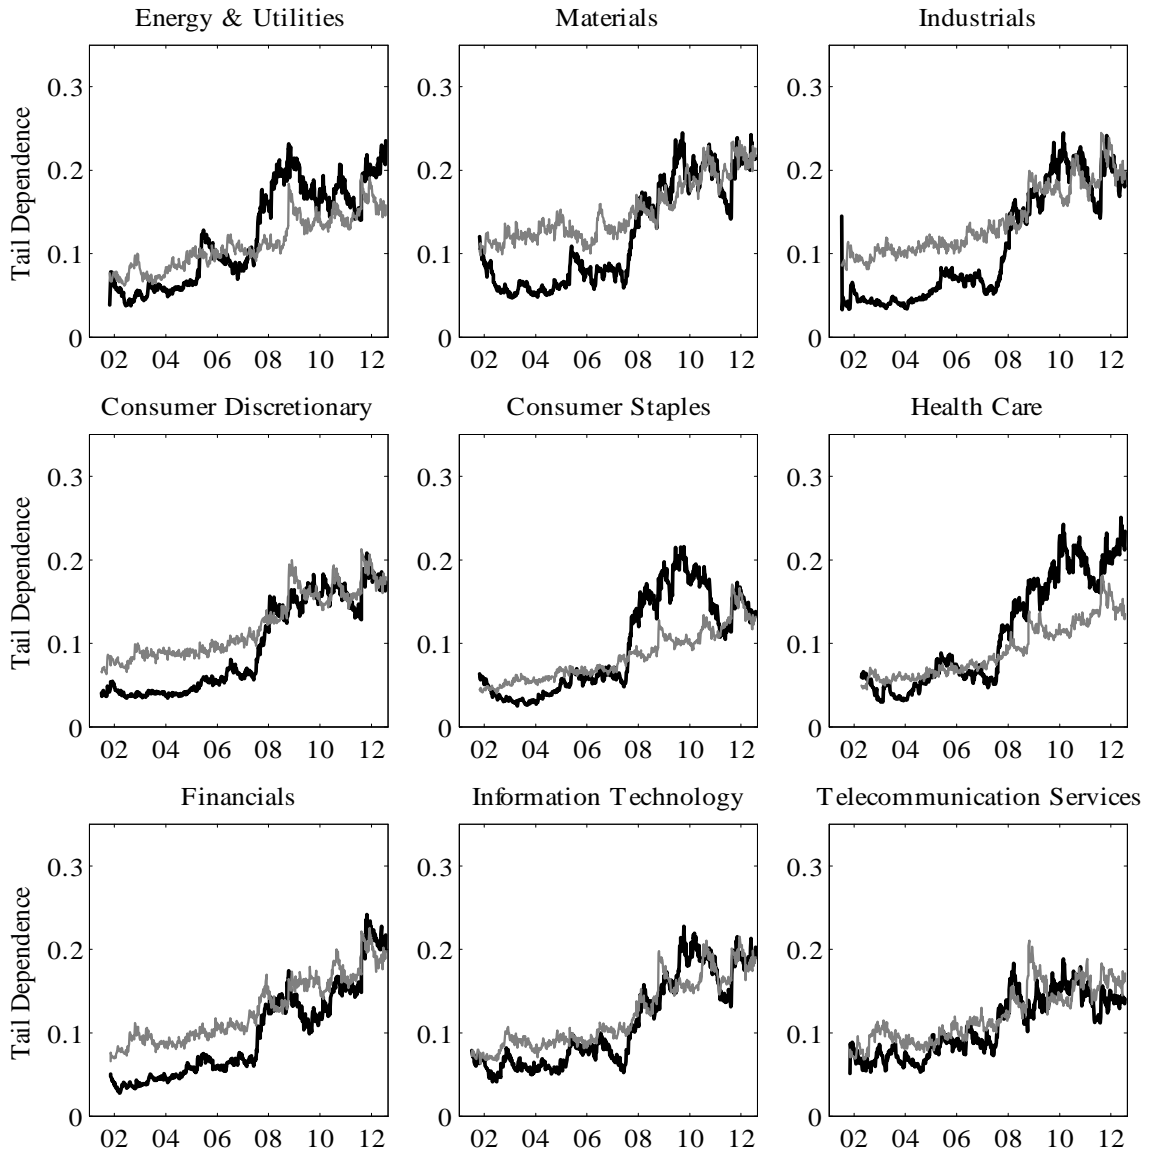 Energy & Utilities
Materials
Industrials
Tail Dependence
0.3
0.2
0.1
0
02 04 06 08 10 12
0.3
0.2
0.1
0
02 04 06 08 10 12
0.3
0.2
0.1
0
02 04 06 08 10 12
Consumer Discretionary
Consumer Staples
Health Care
Tail Dependence
0.3
0.2
0.1
0
02 04 06 08 10 12
0.3
0.2
0.1
0
02 04 06 08 10 12
0.3
0.2
0.1
0
02 04 06 08 10 12
Financials
Information Technology
Telecommunication Services
Tail Dependence
0.3
0.2
0.1
0
02 04 06 08 10 12
0.3
0.2
0.1
0
02 04 06 08 10 12
0.3
0.2
0.1
0
02 04 06 08 10 12